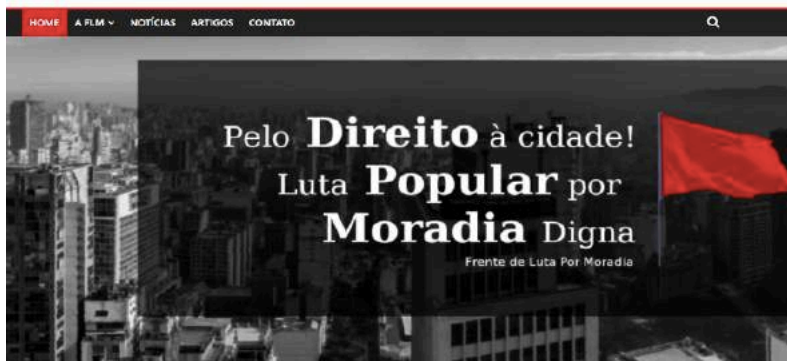 HOME A FLM NOTÍCIAS ARTIGOS CONTATO
Pelo Direito à cidade!
Luta Popular por
Moradia Digna
Frente de Luta Por Moradia